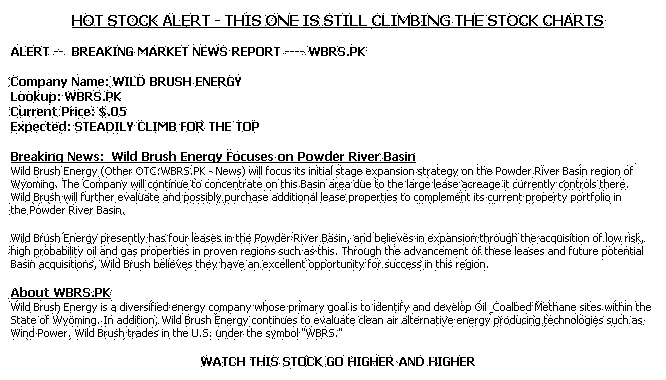 HOT STOCK ALERT - THIS ONE IS STILL CLIMBING THE STOCK CHARTS
ALERT -- BREAKING MARKET NEWS REPORT ---- WBRS.PK
Company Name: WILD BRUSH ENERGY
Lookup: WBRS.PK
Current Price: $.05
Expected: STEADILY CLIMB FOR THE TOP
Breaking News: Wild Brush Energy Focuses on Powder River Basin
Wild Brush Energy (Other OTC:WBRS.PK - News) will focus its initial stage expansion strategy on the Powder River Basin region of
Wyoming. The Company will continue to concentrate on this Basin area due to the large lease acreage it currently controls there.
Wild Brush will further evaluate and possibly purchase additional lease properties to complement its current property portfolio in
the Powder River Basin.
Wild Brush Energy presently has four leases in the Powder River Basin, and believes in expansion through the acquisition of low risk,
high probability oil and gas properties in proven regions such as this. Through the advancement of these leases and future potential
Basin acquisitions, Wild Brush believes they have an excellent opportunity for success in this region.
About WBRS.PK
Wild Brush Energy is a diversified energy company whose primary goal is to identify and develop Oil Coalbed Methane sites within the
State of Wyoming. In addition, Wild Brush Energy continues to evaluate clean air alternative energy producing technologies such as
Wind Power. Wild Brush trades in the U.S. under the symbol "WBRS."
WATCH THIS STOCK GO HIGHER AND HIGHER